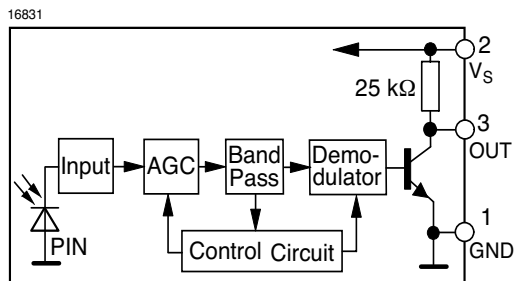 16831
2
V_S
25 kΩ
3
OUT
Input
AGC
Band
Pass
Demo-
dulator
1
GND
PIN
Control Circuit